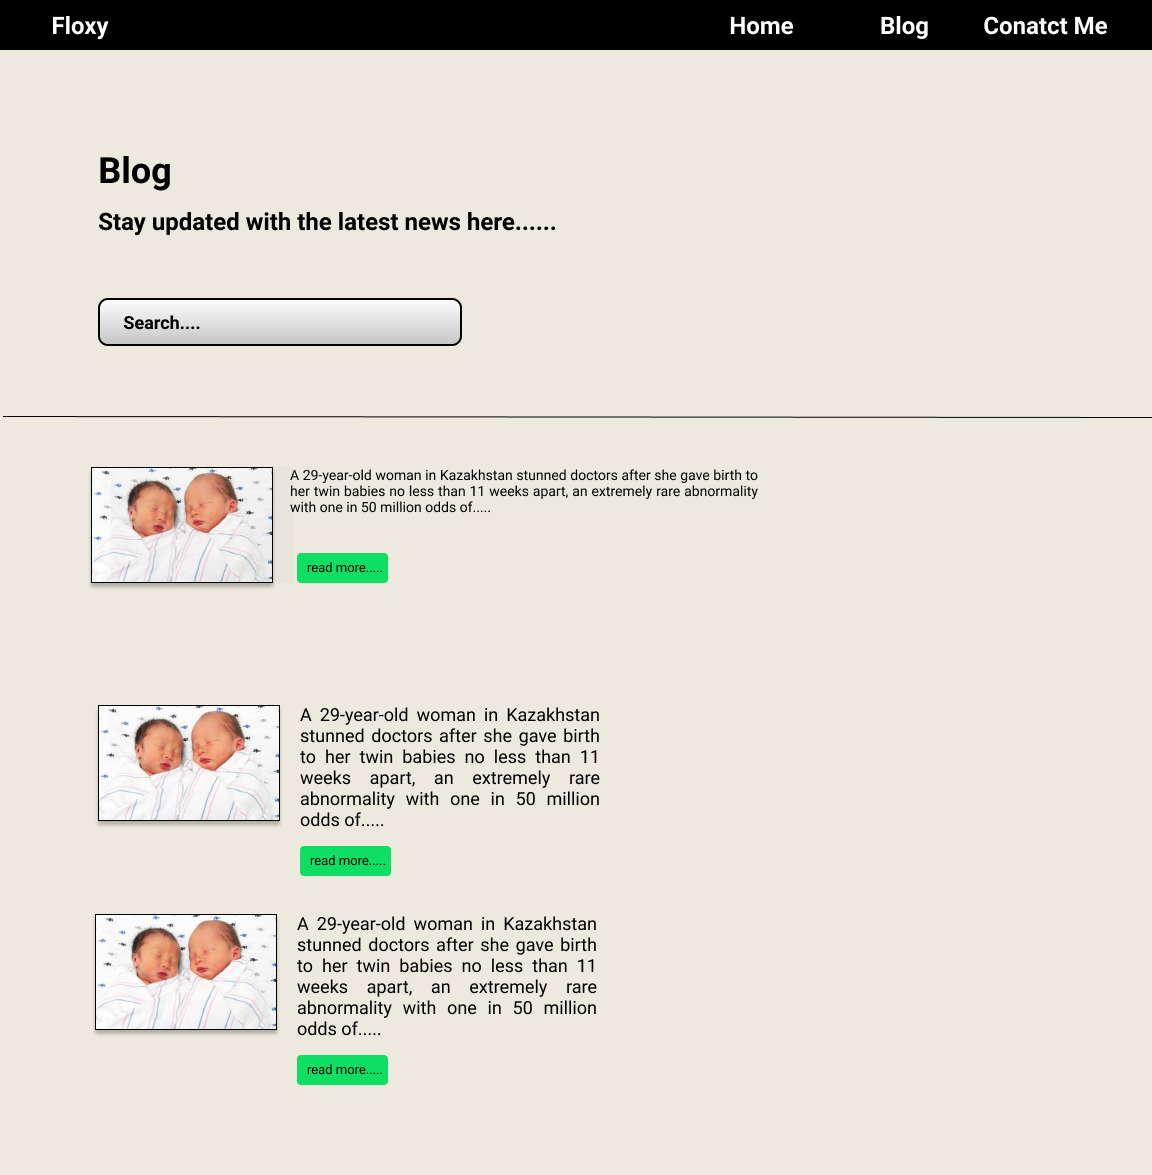 Floxy Home Blog Conatct Me
Blog
Stay updated with the latest news here......
Search....
A 29-year-old woman in Kazakhstan stunned doctors after she gave birth to
her twin babies no less than 11 weeks apart, an extremely rare abnormality
with one in 50 million odds of.....
read more.....
A 29-year-old woman in Kazakhstan
stunned doctors after she gave birth
to her twin babies no less than 11
weeks apart, an extremely rare
abnormality with one in 50 million
odds of.....
read more.....
A 29-year-old woman in Kazakhstan
stunned doctors after she gave birth
to her twin babies no less than 11
weeks apart, an extremely rare
abnormality with one in 50 million
odds of.....
read more.....